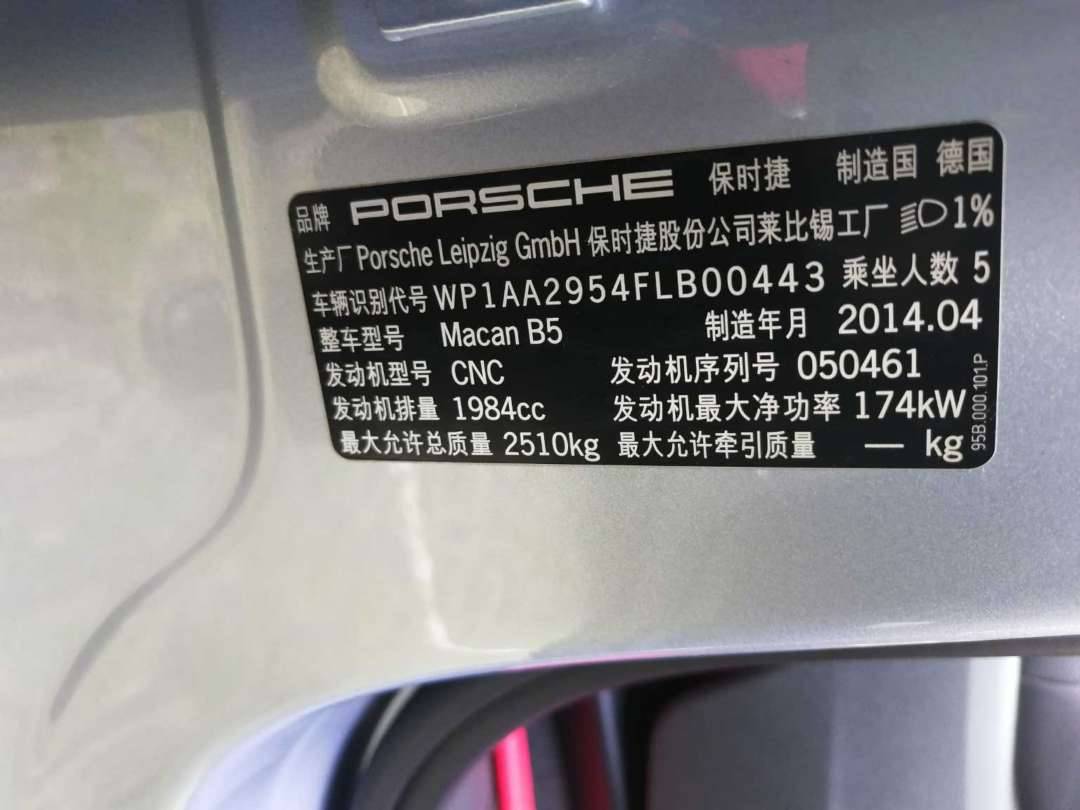 品牌 PORSCHE 保时捷 制造国 德国
生产厂 Porsche Leipzig GmbH 保时捷股份公司莱比锡工厂 1%
车辆识别代号 WP1AA2954FLB00443 乘坐人数 5
整车型号 Macan B5 制造年月 2014.04
发动机型号 CNC 发动机序列号 050461
发动机排量 1984cc 发动机最大净功率 174kW
最大允许总质量 2510kg 最大允许牵引质量 — kg
95B.000.101.P